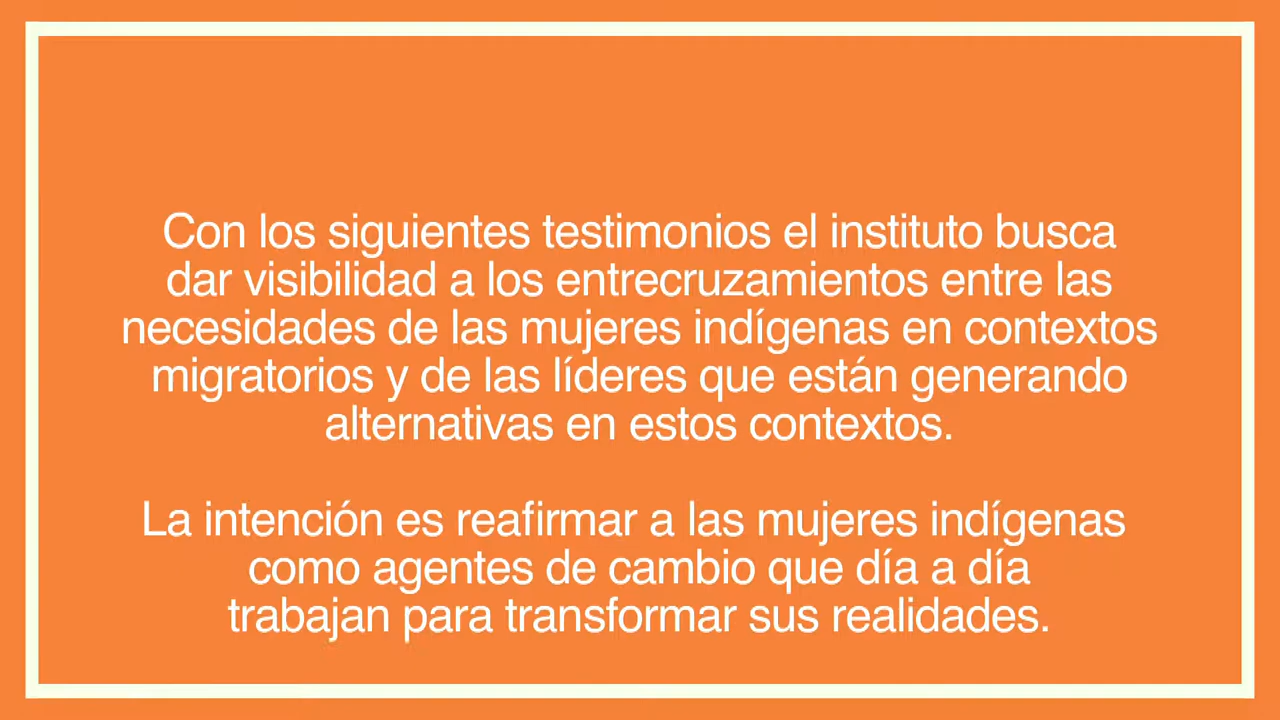 Con los siguientes testimonios el instituto busca
dar visibilidad a los entrecruzamientos entre las
necesidades de las mujeres indígenas en contextos
migratorios y de las líderes que están generando
alternativas en estos contextos.
La intención es reafirmar a las mujeres indígenas
como agentes de cambio que día a día
trabajan para transformar sus realidades.